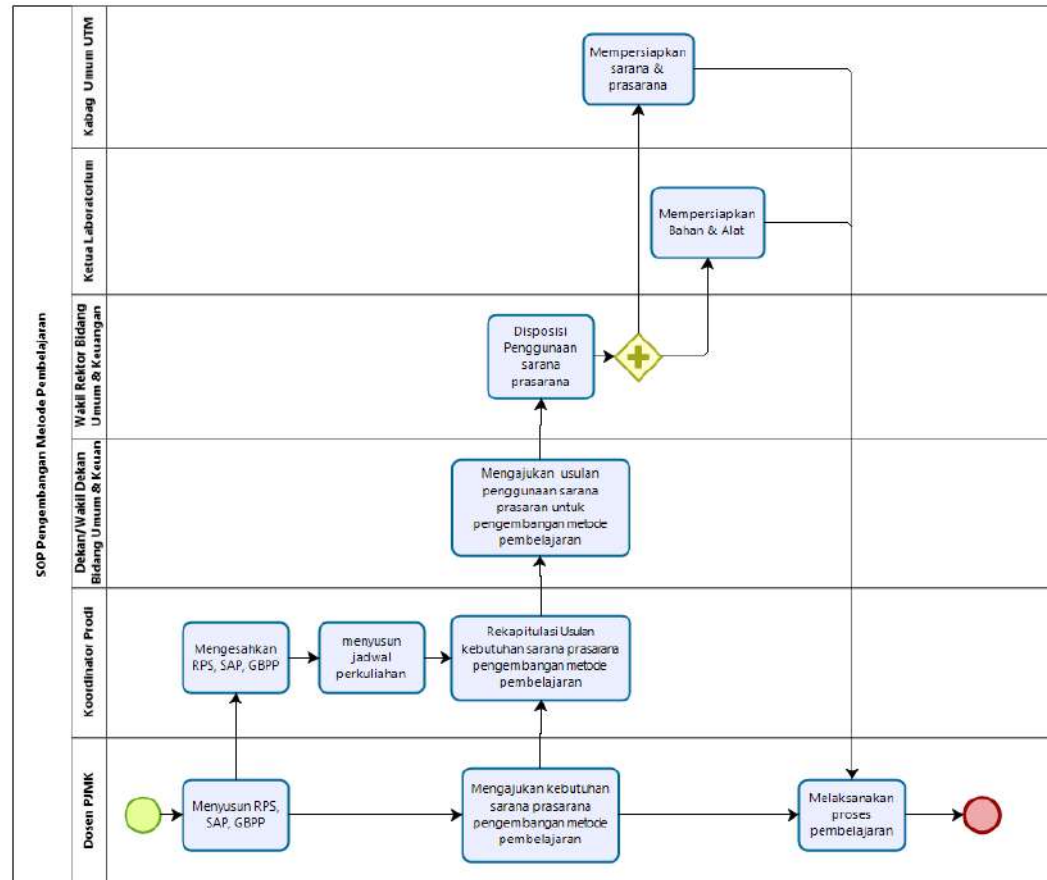 SOP Pengembangan Metode Pembelajaran
Kabag Umum UTM
Mempersiapkan
sarana &
prasarana
Ketua Laboratorium
Mempersiapkan
Bahan & Alat
Wakil Rektor Bidang
Umum & Keuangan
Disposisi
Penggunaan
sarana
prasarana
Dekan/Wakil Dekan
Bidang Umum & Keuan
Mengajukan usulan
penggunaan sarana
prasaran untuk
pengembangan metode
pembelajaran
Koordinator Prodi
Mengesahkan
RPS, SAP, GBPP
menyusun
jadwal
perkuliahan
Rekapitulasi Usulan
kebutuhan sarana prasarana
pengembangan metode
pembelajaran
Dosen PJMK
Menyusun RPS,
SAP, GBPP
Mengajukan kebutuhan
sarana prasarana
pengembangan metode
pembelajaran
Melaksanakan
proses
pembelajaran